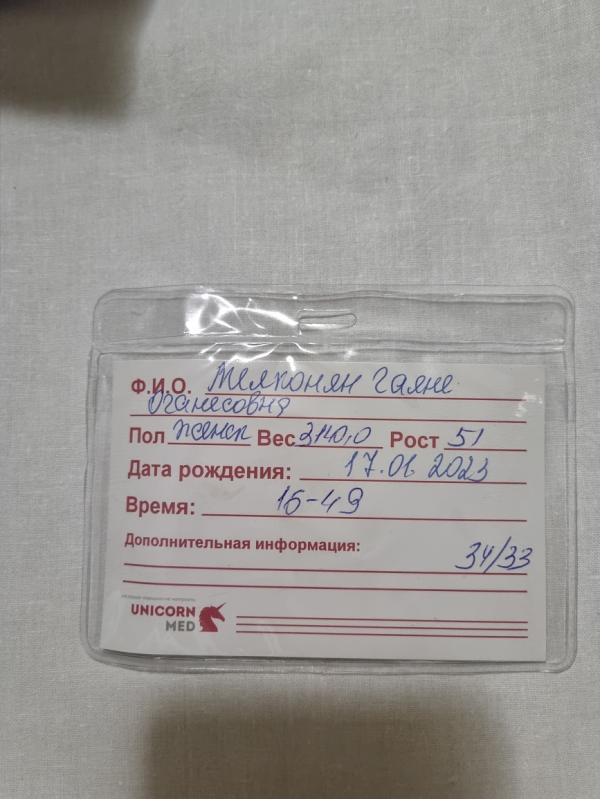 Ф.И.О. Мелконян Гаяне
Оганесовна
Пол женск Вес 3140,0 Рост 51
Дата рождения: 17.01 2023
Время: 16-49
Дополнительная информация:
34/33
UNICORN
MED